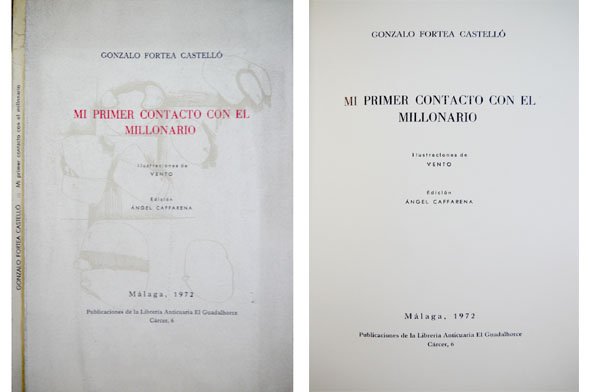 GONZALO FORTEA CASTELLÓ :: Mi primer contacto con el millonario
GONZALO FORTEA CASTELLÓ
MI PRIMER CONTACTO CON EL
MILLONARIO
Ilustraciones de
VENTO
Edición
ÁNGEL CAFFARENA
Málaga, 1972
Publicaciones de la Librería Anticuaria El Guadalhorce
Cárcer, 6
GONZALO FORTEA CASTELLÓ
MI PRIMER CONTACTO CON EL
MILLONARIO
Ilustraciones de
VENTO
Edición
ÁNGEL CAFFARENA
Málaga, 1972
Publicaciones de la Librería Anticuaria El Guadalhorce
Cárcer, 6